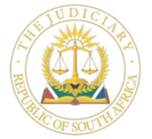 THE JUDICIARY
REPUBLIC OF SOUTH AFRICA